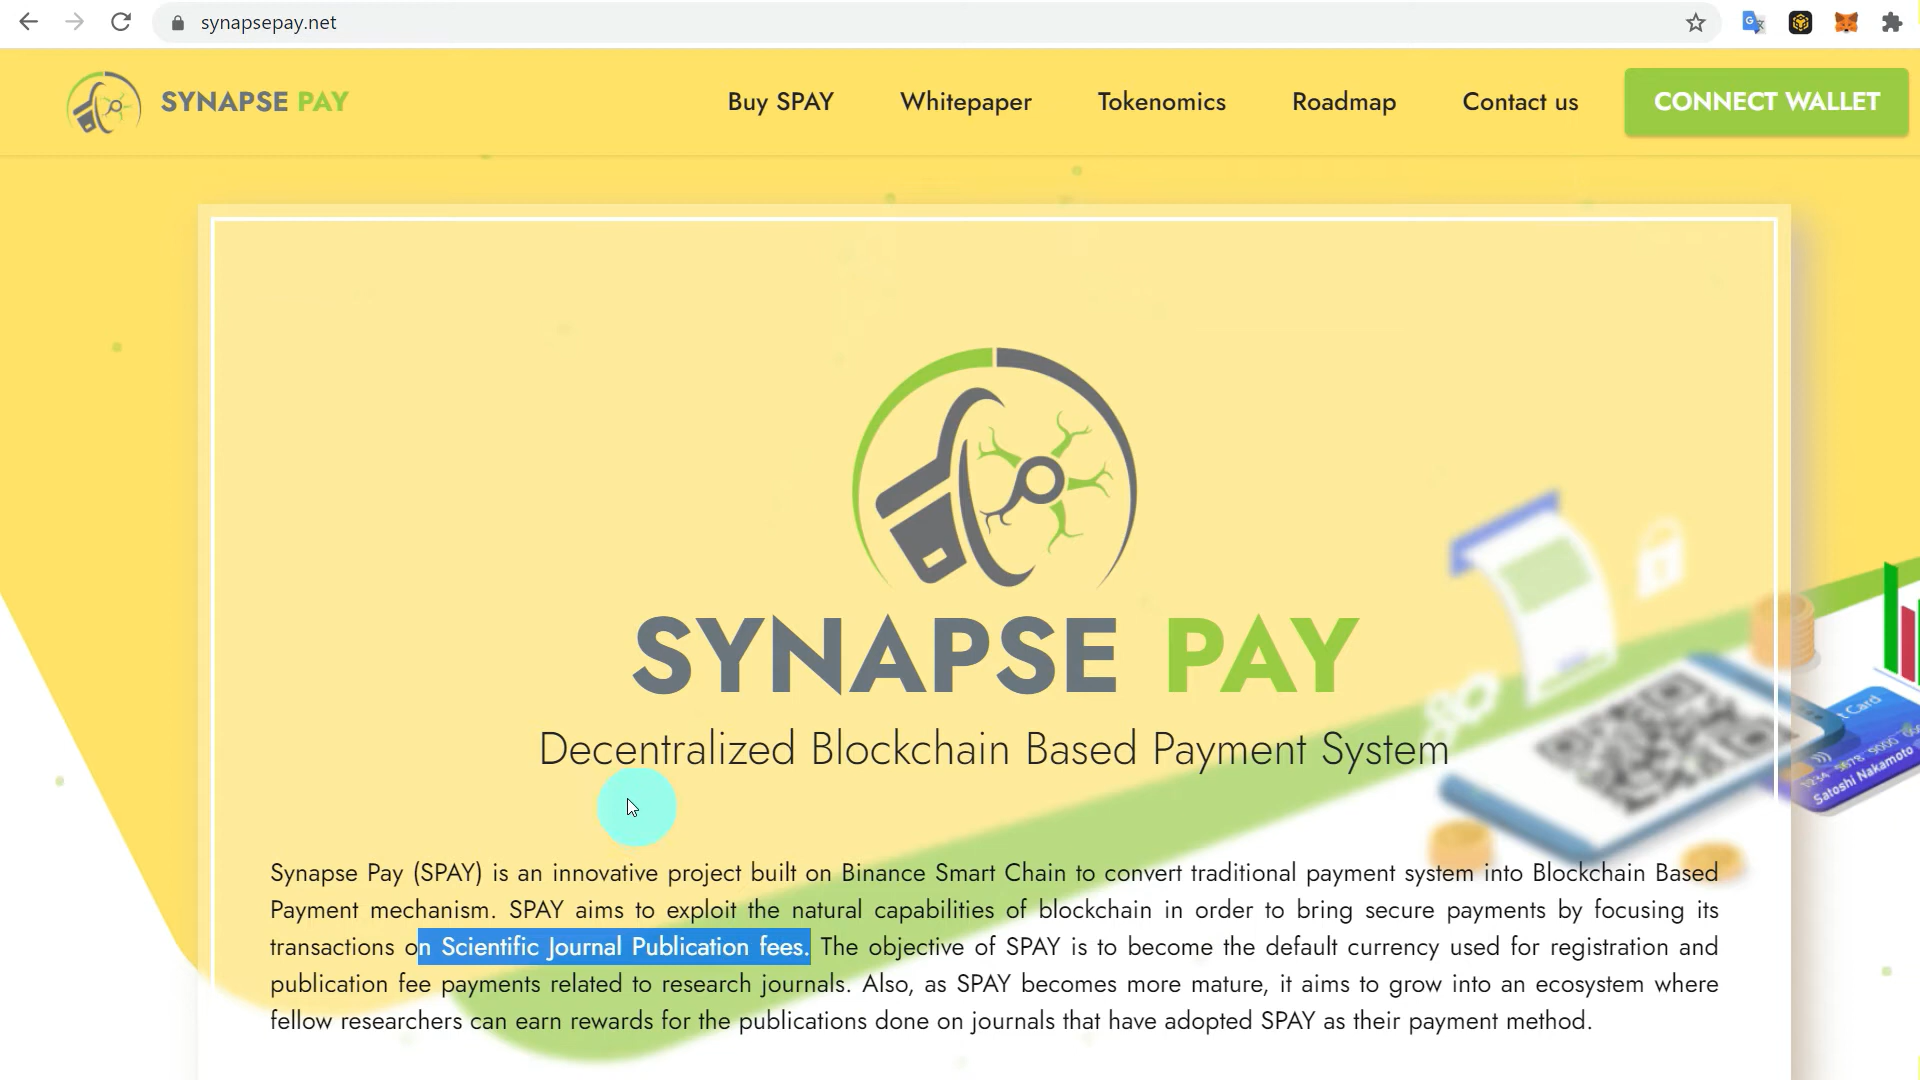 synapsepay.net
SYNAPSE PAY
Buy SPAY
Whitepaper
Tokenomics
Roadmap
Contact us
CONNECT WALLET
SYNAPSE PAY
Decentralized Blockchain Based Payment System
t Card
1234 5678 9000
Satoshi Nakamoto
Synapse Pay (SPAY) is an innovative project built on Binance Smart Chain to convert traditional payment system into Blockchain Based
Payment mechanism. SPAY aims to exploit the natural capabilities of blockchain in order to bring secure payments by focusing its
transactions on Scientific Journal Publication fees. The objective of SPAY is to become the default currency used for registration and
publication fee payments related to research journals. Also, as SPAY becomes more mature, it aims to grow into an ecosystem where
fellow researchers can earn rewards for the publications done on journals that have adopted SPAY as their payment method.